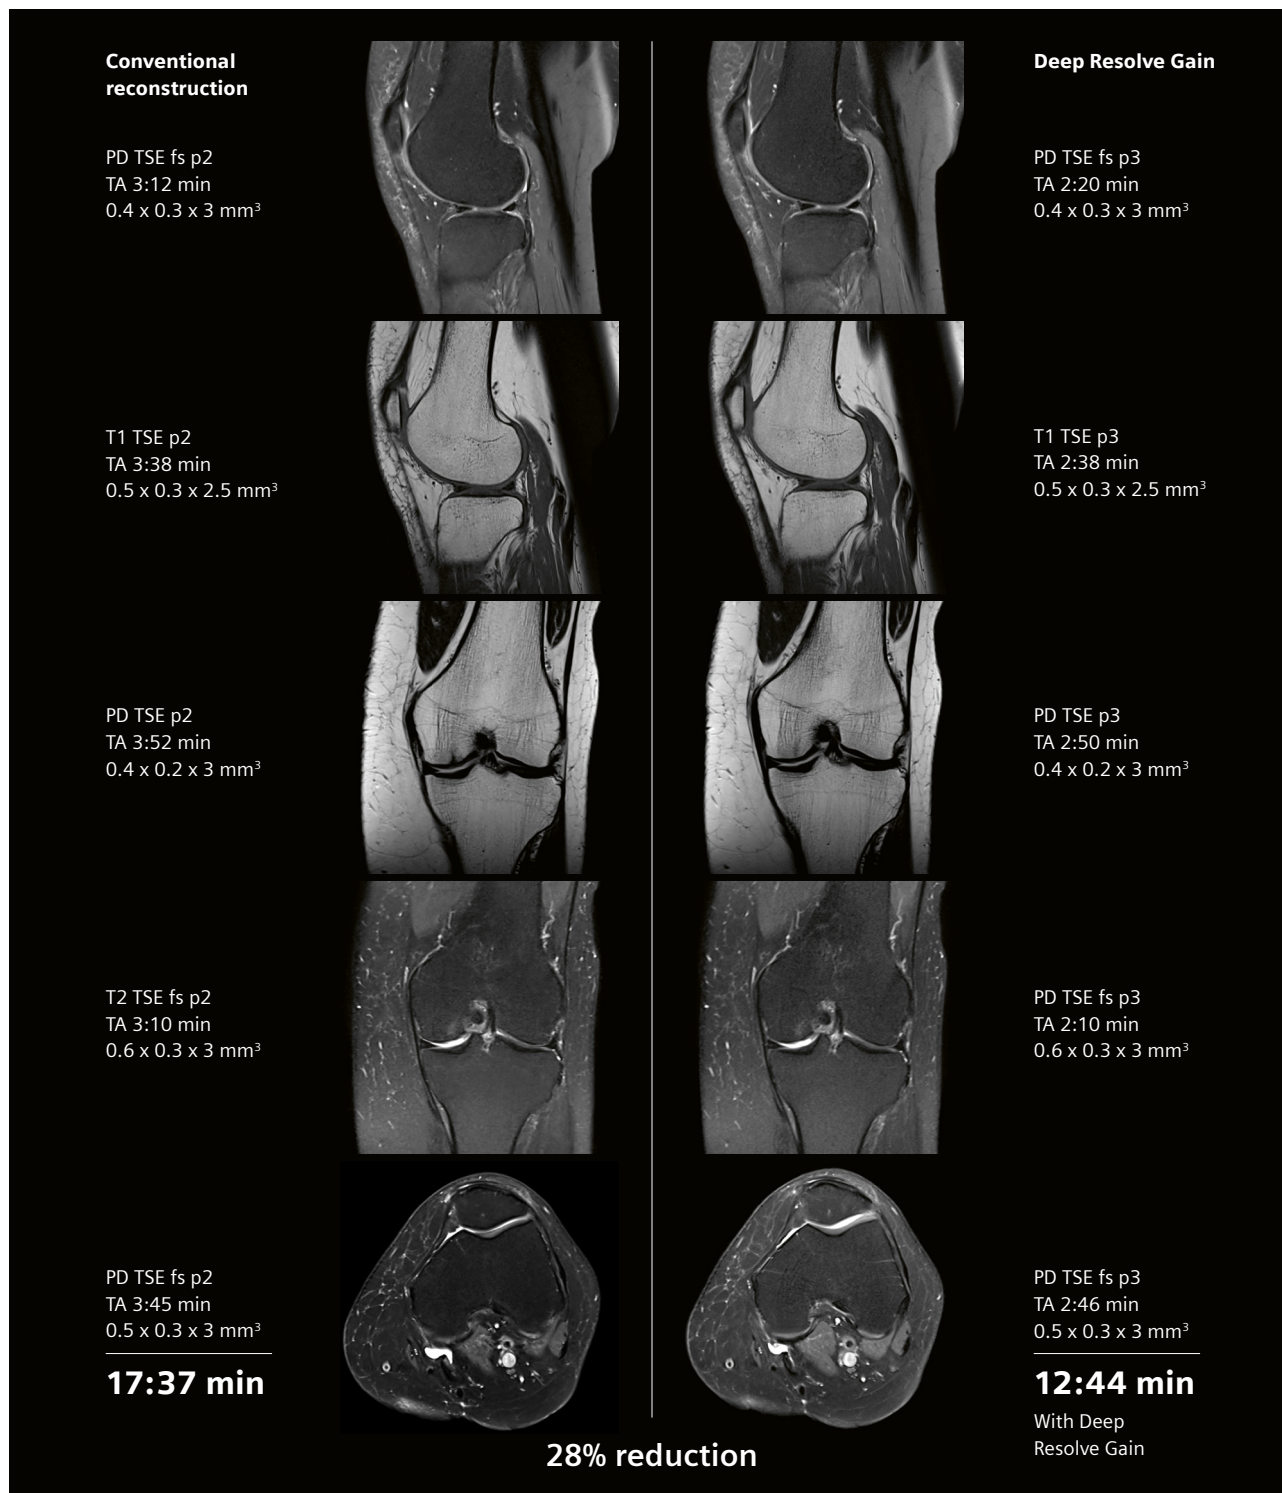 Conventional
reconstruction
PD TSE fs p2
TA 3:12 min
0.4 x 0.3 x 3 mm³
T1 TSE p2
TA 3:38 min
0.5 x 0.3 x 2.5 mm³
PD TSE p2
TA 3:52 min
0.4 x 0.2 x 3 mm³
T2 TSE fs p2
TA 3:10 min
0.6 x 0.3 x 3 mm³
PD TSE fs p2
TA 3:45 min
0.5 x 0.3 x 3 mm³
17:37 min
Deep Resolve Gain
PD TSE fs p3
TA 2:20 min
0.4 x 0.3 x 3 mm³
T1 TSE p3
TA 2:38 min
0.5 x 0.3 x 2.5 mm³
PD TSE p3
TA 2:50 min
0.4 x 0.2 x 3 mm³
PD TSE fs p3
TA 2:10 min
0.6 x 0.3 x 3 mm³
PD TSE fs p3
TA 2:46 min
0.5 x 0.3 x 3 mm³
12:44 min
With Deep
Resolve Gain
28% reduction